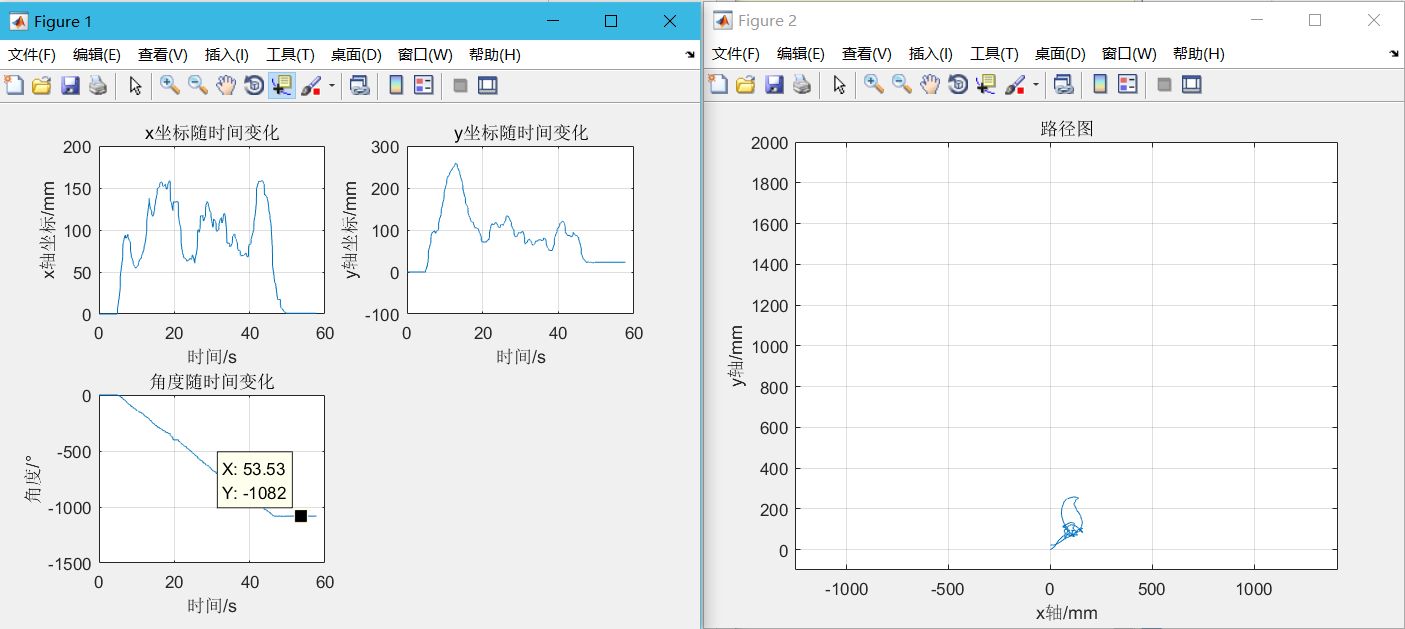 Figure 1
文件(F) 编辑(E) 查看(V) 插入(I) 工具(T) 桌面(D) 窗口(W) 帮助(H)
x坐标随时间变化
200
150
100
50
0
x轴坐标/mm
0 20 40 60
时间/s
y坐标随时间变化
300
200
100
0
-100
y轴坐标/mm
0 20 40 60
时间/s
角度随时间变化
0
-500
-1000
-1500
角度/°
X: 53.53
Y: -1082
0 20 40 60
时间/s
Figure 2
文件(F) 编辑(E) 查看(V) 插入(I) 工具(T) 桌面(D) 窗口(W) 帮助(H)
路径图
2000
1800
1600
1400
1200
1000
800
600
400
200
0
y轴/mm
-1000 -500 0 500 1000
x轴/mm